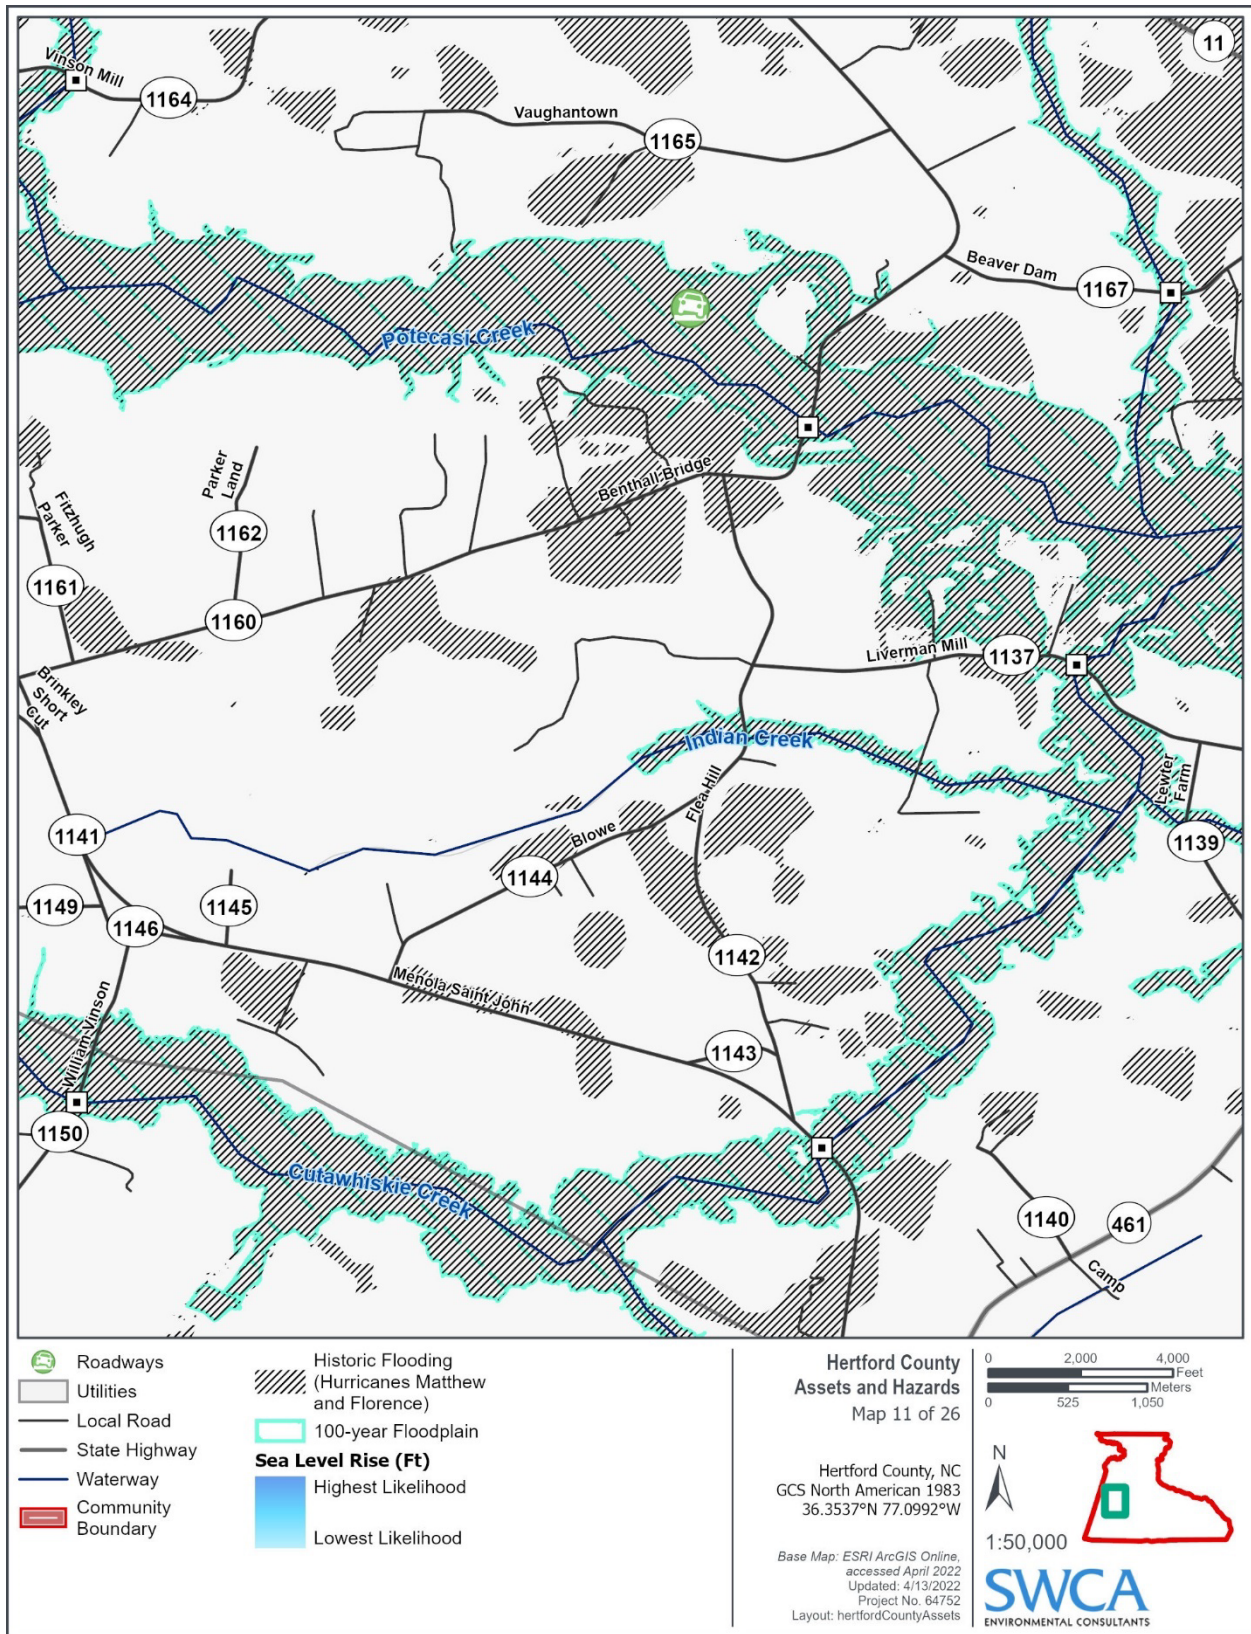 11
Vinson Mill
1164
Vaughantown
1165
Beaver Dam
1167
Potecasi Creek
Benthall Bridge
Parker
Land
1162
Fitzhugh
Parker
1161
1160
Liverman Mill
1137
Brinkley
Short
Cut
Indian Creek
Flea Hill
Lewter
Farm
1141
Blowe
1139
1144
1149
1145
1146
1142
Menola Saint John
1143
William Vinson
1150
Cutawhiskie Creek
1140
461
Camp
Roadways
Utilities
Local Road
State Highway
Waterway
Community
Boundary
Historic Flooding
(Hurricanes Matthew
and Florence)
100-year Floodplain
Sea Level Rise (Ft)
Highest Likelihood
Lowest Likelihood
Hertford County
Assets and Hazards
Map 11 of 26
Hertford County, NC
GCS North American 1983
36.3537°N 77.0992°W
Base Map: ESRI ArcGIS Online,
accessed April 2022
Updated: 4/13/2022
Project No. 64752
Layout: hertfordCountyAssets
0 2,000 4,000
Feet
Meters
0 525 1,050
N
1:50,000
SWCA
ENVIRONMENTAL CONSULTANTS